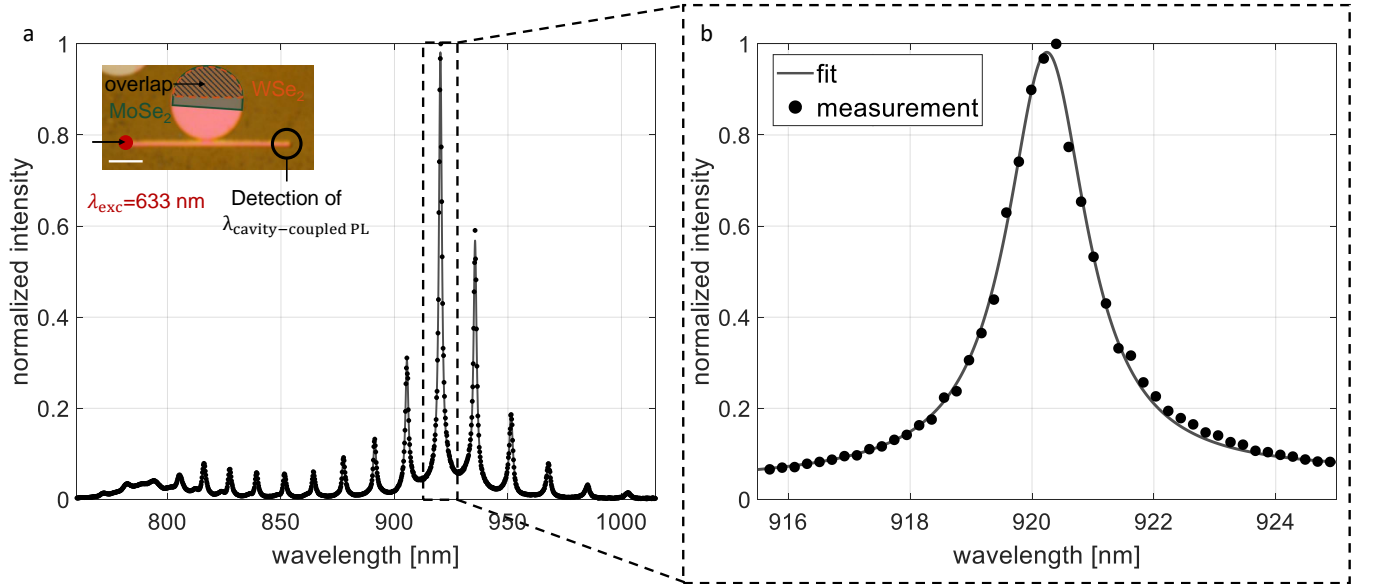 a
normalized intensity
1
0.8
0.6
0.4
0.2
0
800
850
900
950
1000
wavelength [nm]
overlap
WSe₂
MoSe₂
λexc=633 nm
Detection of
λcavity−coupled PL
b
normalized intensity
1
0.8
0.6
0.4
0.2
0
916
918
920
922
924
wavelength [nm]
fit
measurement